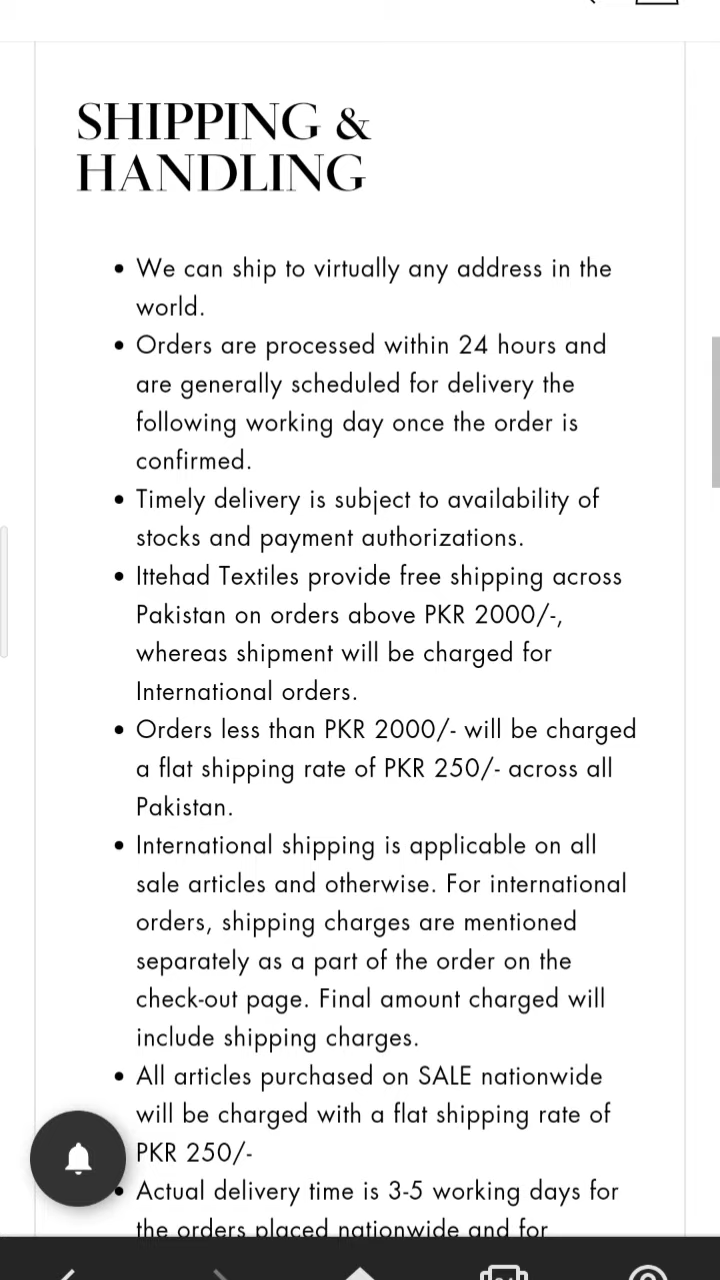 SHIPPING &
HANDLING
• We can ship to virtually any address in the
world.
• Orders are processed within 24 hours and
are generally scheduled for delivery the
following working day once the order is
confirmed.
• Timely delivery is subject to availability of
stocks and payment authorizations.
• Ittehad Textiles provide free shipping across
Pakistan on orders above PKR 2000/-,
whereas shipment will be charged for
International orders.
• Orders less than PKR 2000/- will be charged
a flat shipping rate of PKR 250/- across all
Pakistan.
• International shipping is applicable on all
sale articles and otherwise. For international
orders, shipping charges are mentioned
separately as a part of the order on the
check-out page. Final amount charged will
include shipping charges.
• All articles purchased on SALE nationwide
will be charged with a flat shipping rate of
PKR 250/-
• Actual delivery time is 3-5 working days for
the orders placed nationwide and for